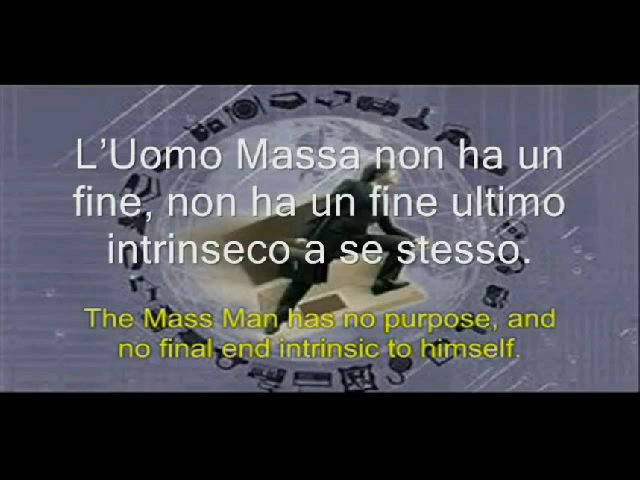 L’Uomo Massa non ha un
fine, non ha un fine ultimo
intrinseco a se stesso.
The Mass Man has no purpose, and
no final end intrinsic to himself.